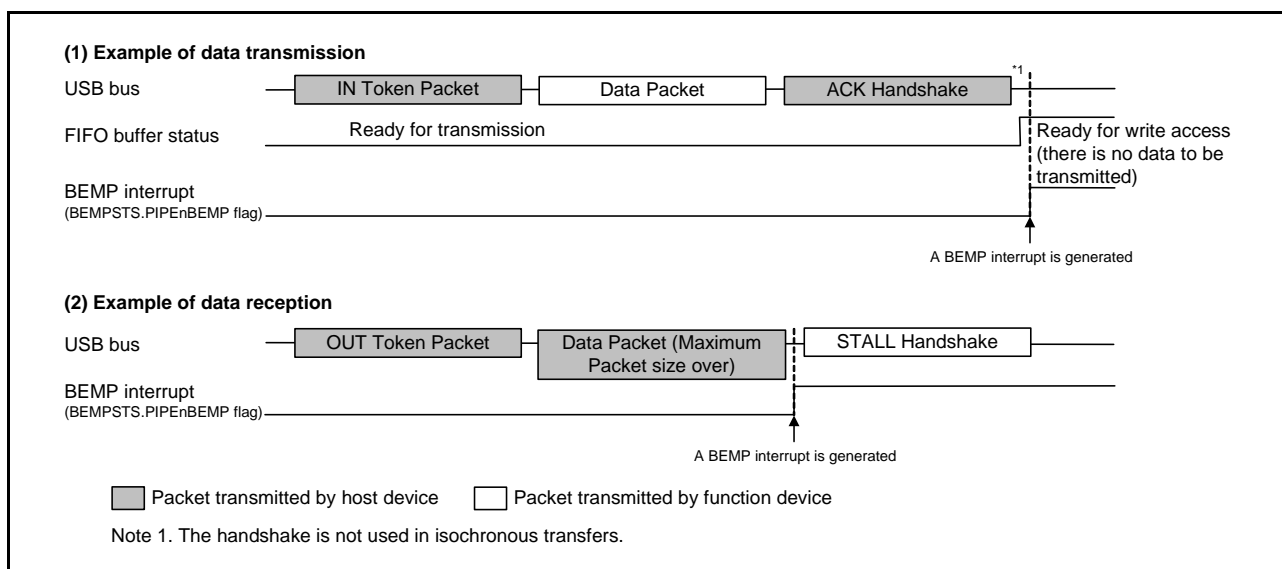 (1) Example of data transmission
USB bus
IN Token Packet
Data Packet
ACK Handshake
*1
FIFO buffer status
Ready for transmission
Ready for write access
(there is no data to be
transmitted)
BEMP interrupt
(BEMPSTS.PIPEnBEMP flag)
A BEMP interrupt is generated
(2) Example of data reception
USB bus
OUT Token Packet
Data Packet (Maximum
Packet size over)
STALL Handshake
BEMP interrupt
(BEMPSTS.PIPEnBEMP flag)
A BEMP interrupt is generated
Packet transmitted by host device
Packet transmitted by function device
Note 1. The handshake is not used in isochronous transfers.